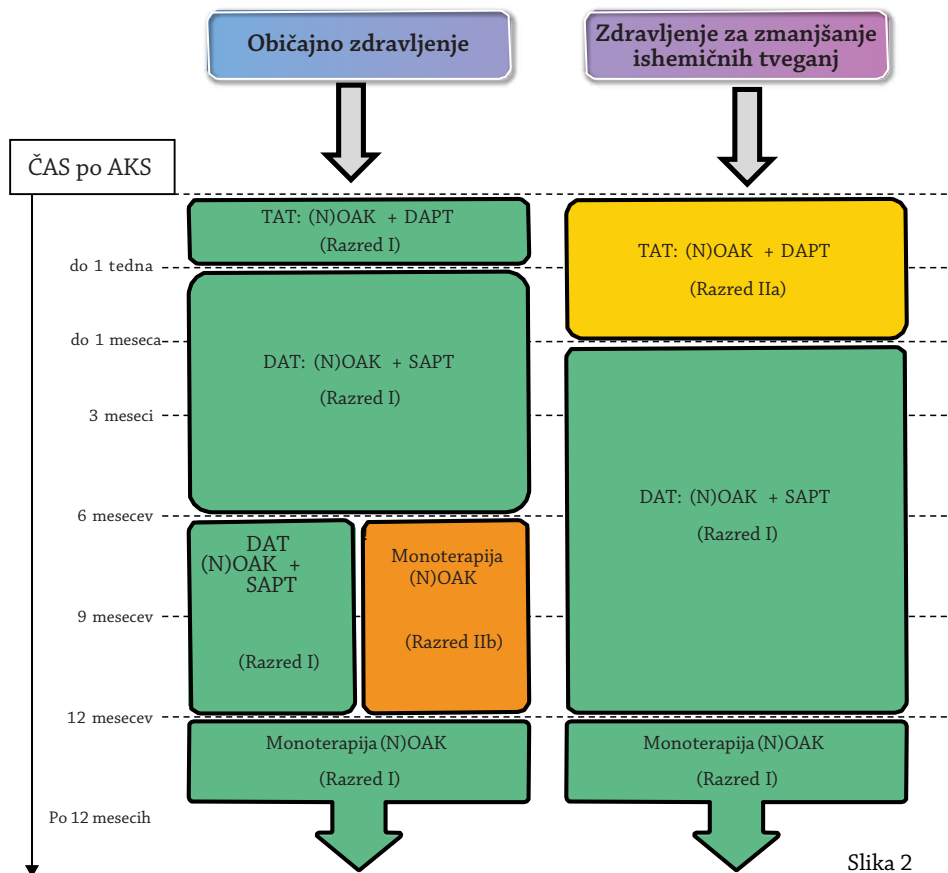 Običajno zdravljenje
Zdravljenje za zmanjšanje
ishemičnih tveganj
ČAS po AKS
TAT: (N)OAK + DAPT
(Razred I)
TAT: (N)OAK + DAPT
(Razred IIa)
do 1 tedna
do 1 meseca
DAT: (N)OAK + SAPT
(Razred I)
3 meseci
DAT: (N)OAK + SAPT
(Razred I)
6 mesecev
DAT
(N)OAK +
SAPT
(Razred I)
Monoterapija
(N)OAK
(Razred IIb)
9 mesecev
12 mesecev
Monoterapija (N)OAK
(Razred I)
Monoterapija (N)OAK
(Razred I)
Po 12 mesecih
Slika 2